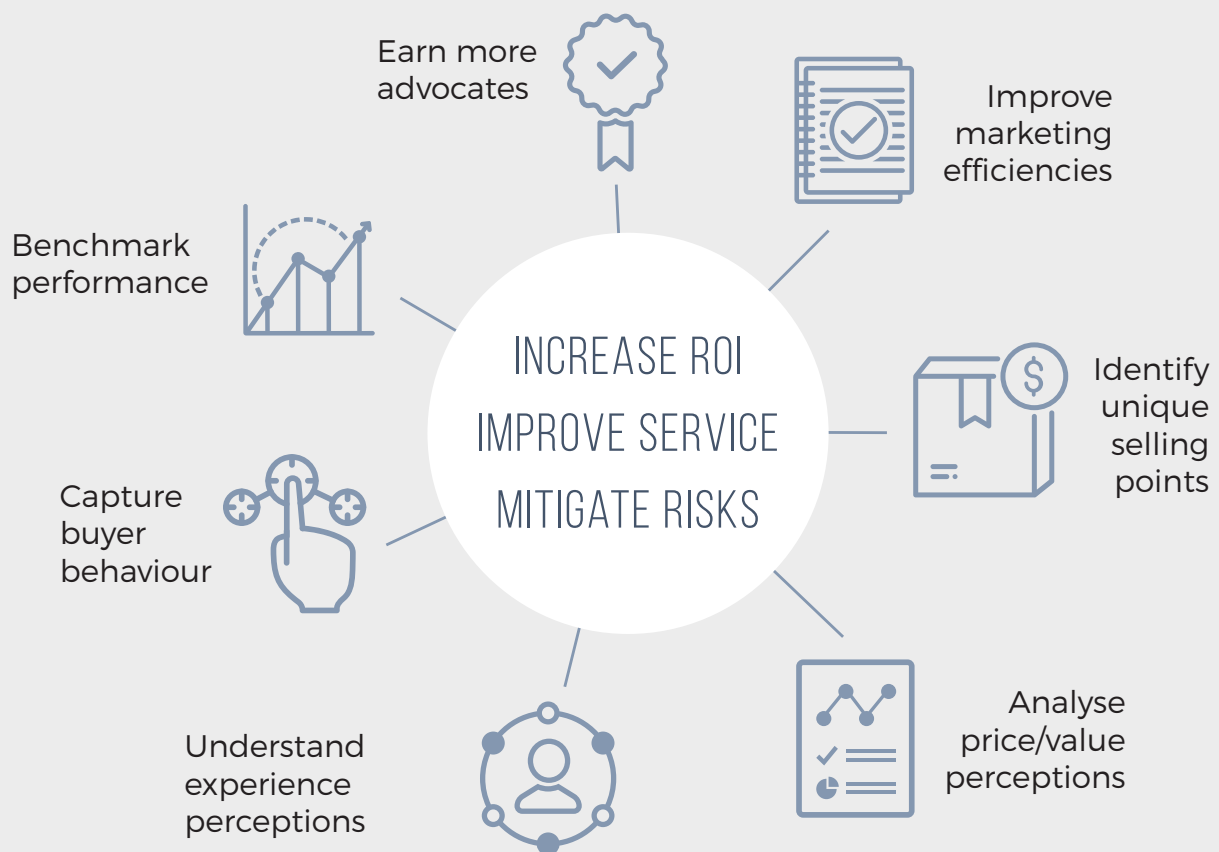 Earn more
advocates
Improve
marketing
efficiencies
Benchmark
performance
INCREASE ROI
IMPROVE SERVICE
MITIGATE RISKS
$
Identify
unique
selling
points
Capture
buyer
behaviour
Analyse
price/value
perceptions
Understand
experience
perceptions